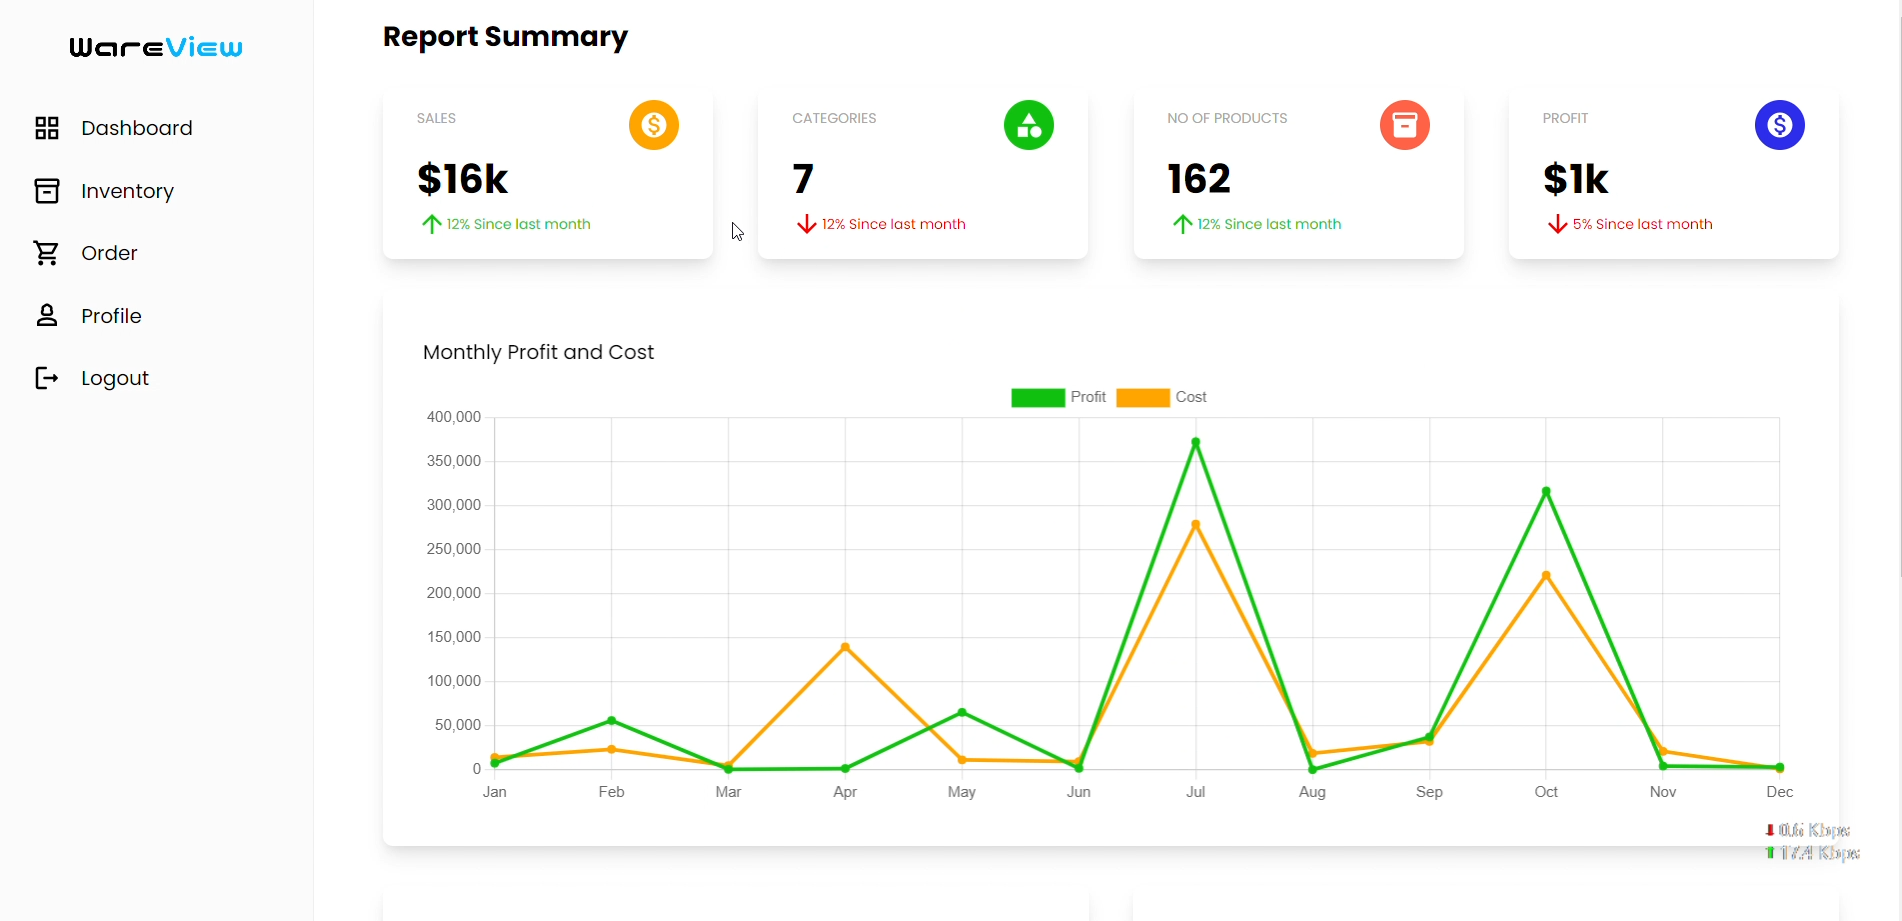 WareView
Dashboard
Inventory
Order
Profile
Logout
Report Summary
SALES
$16k
12% Since last month
CATEGORIES
7
12% Since last month
NO OF PRODUCTS
162
12% Since last month
PROFIT
$1k
5% Since last month
Monthly Profit and Cost
Profit Cost
400,000
350,000
300,000
250,000
200,000
150,000
100,000
50,000
0
Jan Feb Mar Apr May Jun Jul Aug Sep Oct Nov Dec
Kbps
17.4 Kbps